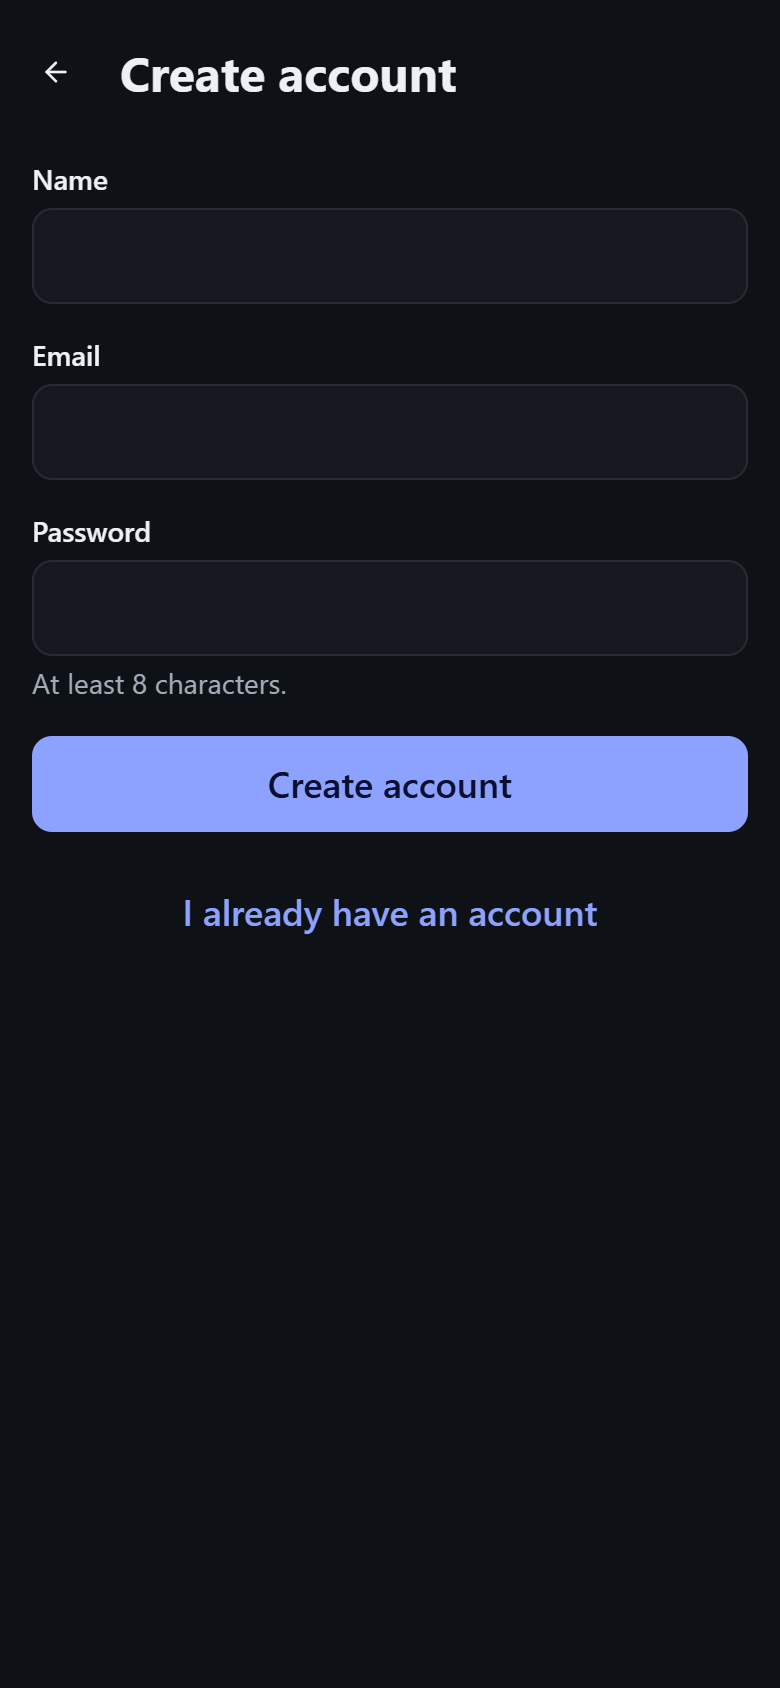 Create account
Name
Email
Password
At least 8 characters.
Create account
I already have an account